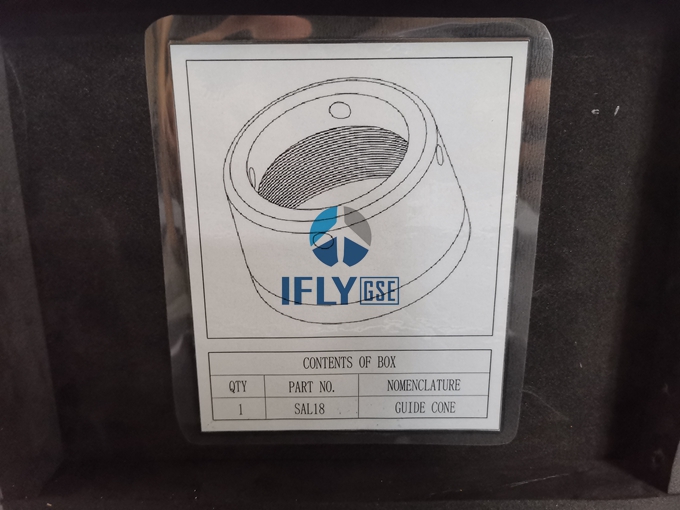 IFLY GSE
CONTENTS OF BOX
QTY PART NO. NOMENCLATURE
1 SAL18 GUIDE CONE